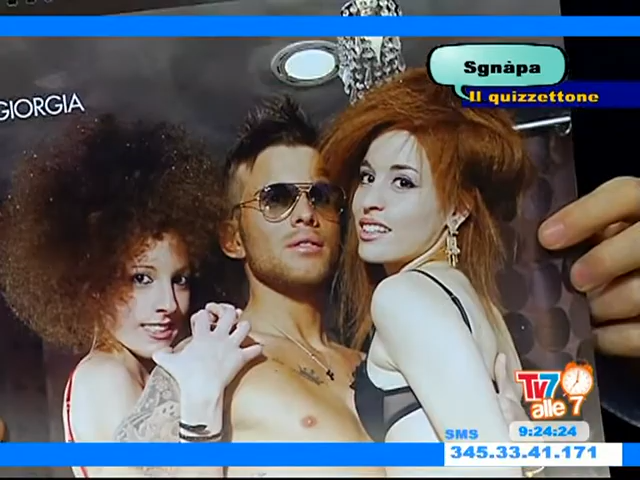 Sgnàpa
Il quizzettone
GIORGIA
Tv7
alle 7
SMS
9:24:24
345.33.41.171